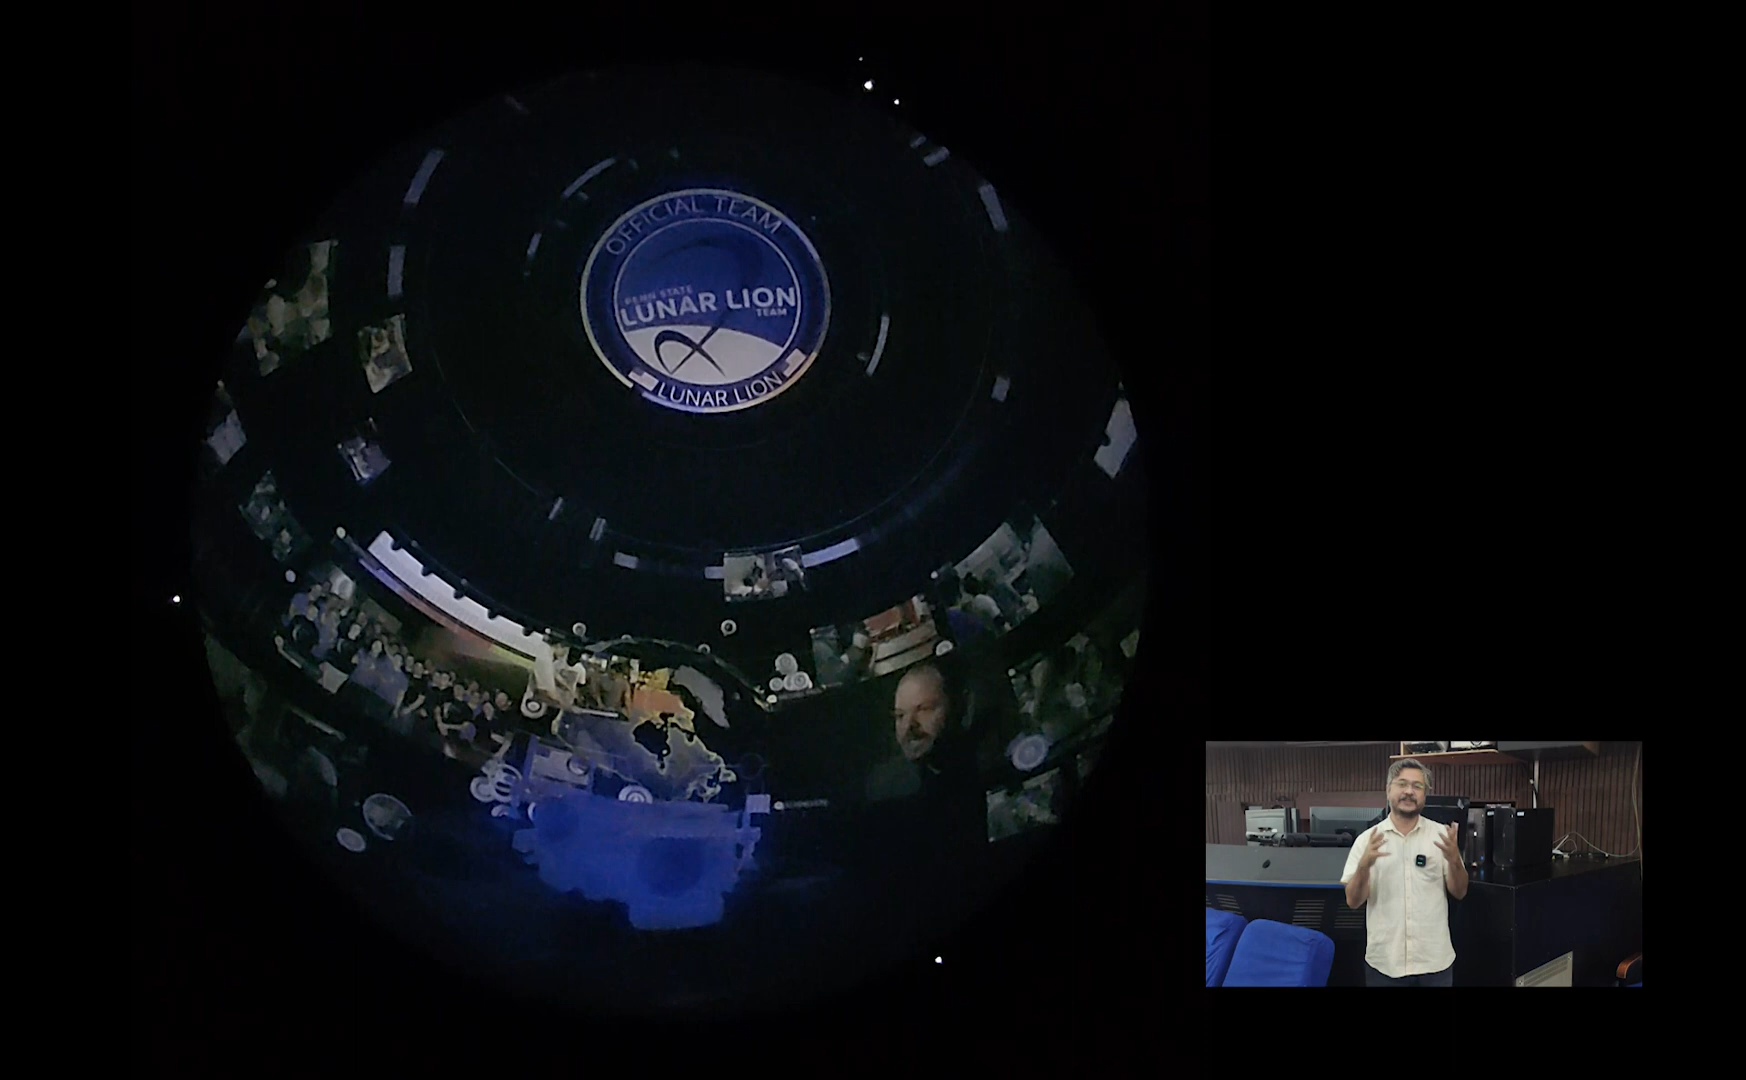 OFFICIAL TEAM
PENN STATE
LUNAR LION
TEAM
LUNAR LION